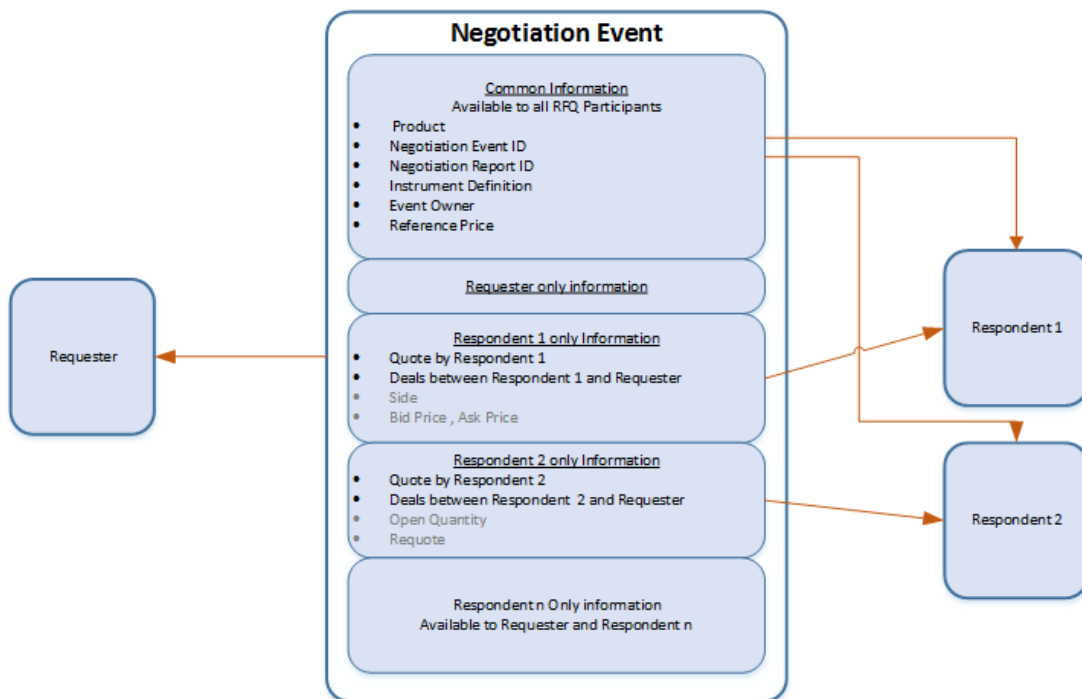 Negotiation Event
Common Information
Available to all RFQ Participants
• Product
• Negotiation Event ID
• Negotiation Report ID
• Instrument Definition
• Event Owner
• Reference Price
Requester only information
Respondent 1 only Information
• Quote by Respondent 1
• Deals between Respondent 1 and Requester
• Side
• Bid Price , Ask Price
Respondent 2 only Information
• Quote by Respondent 2
• Deals between Respondent 2 and Requester
• Open Quantity
• Requote
Respondent n Only information
Available to Requester and Respondent n
Requester
Respondent 1
Respondent 2